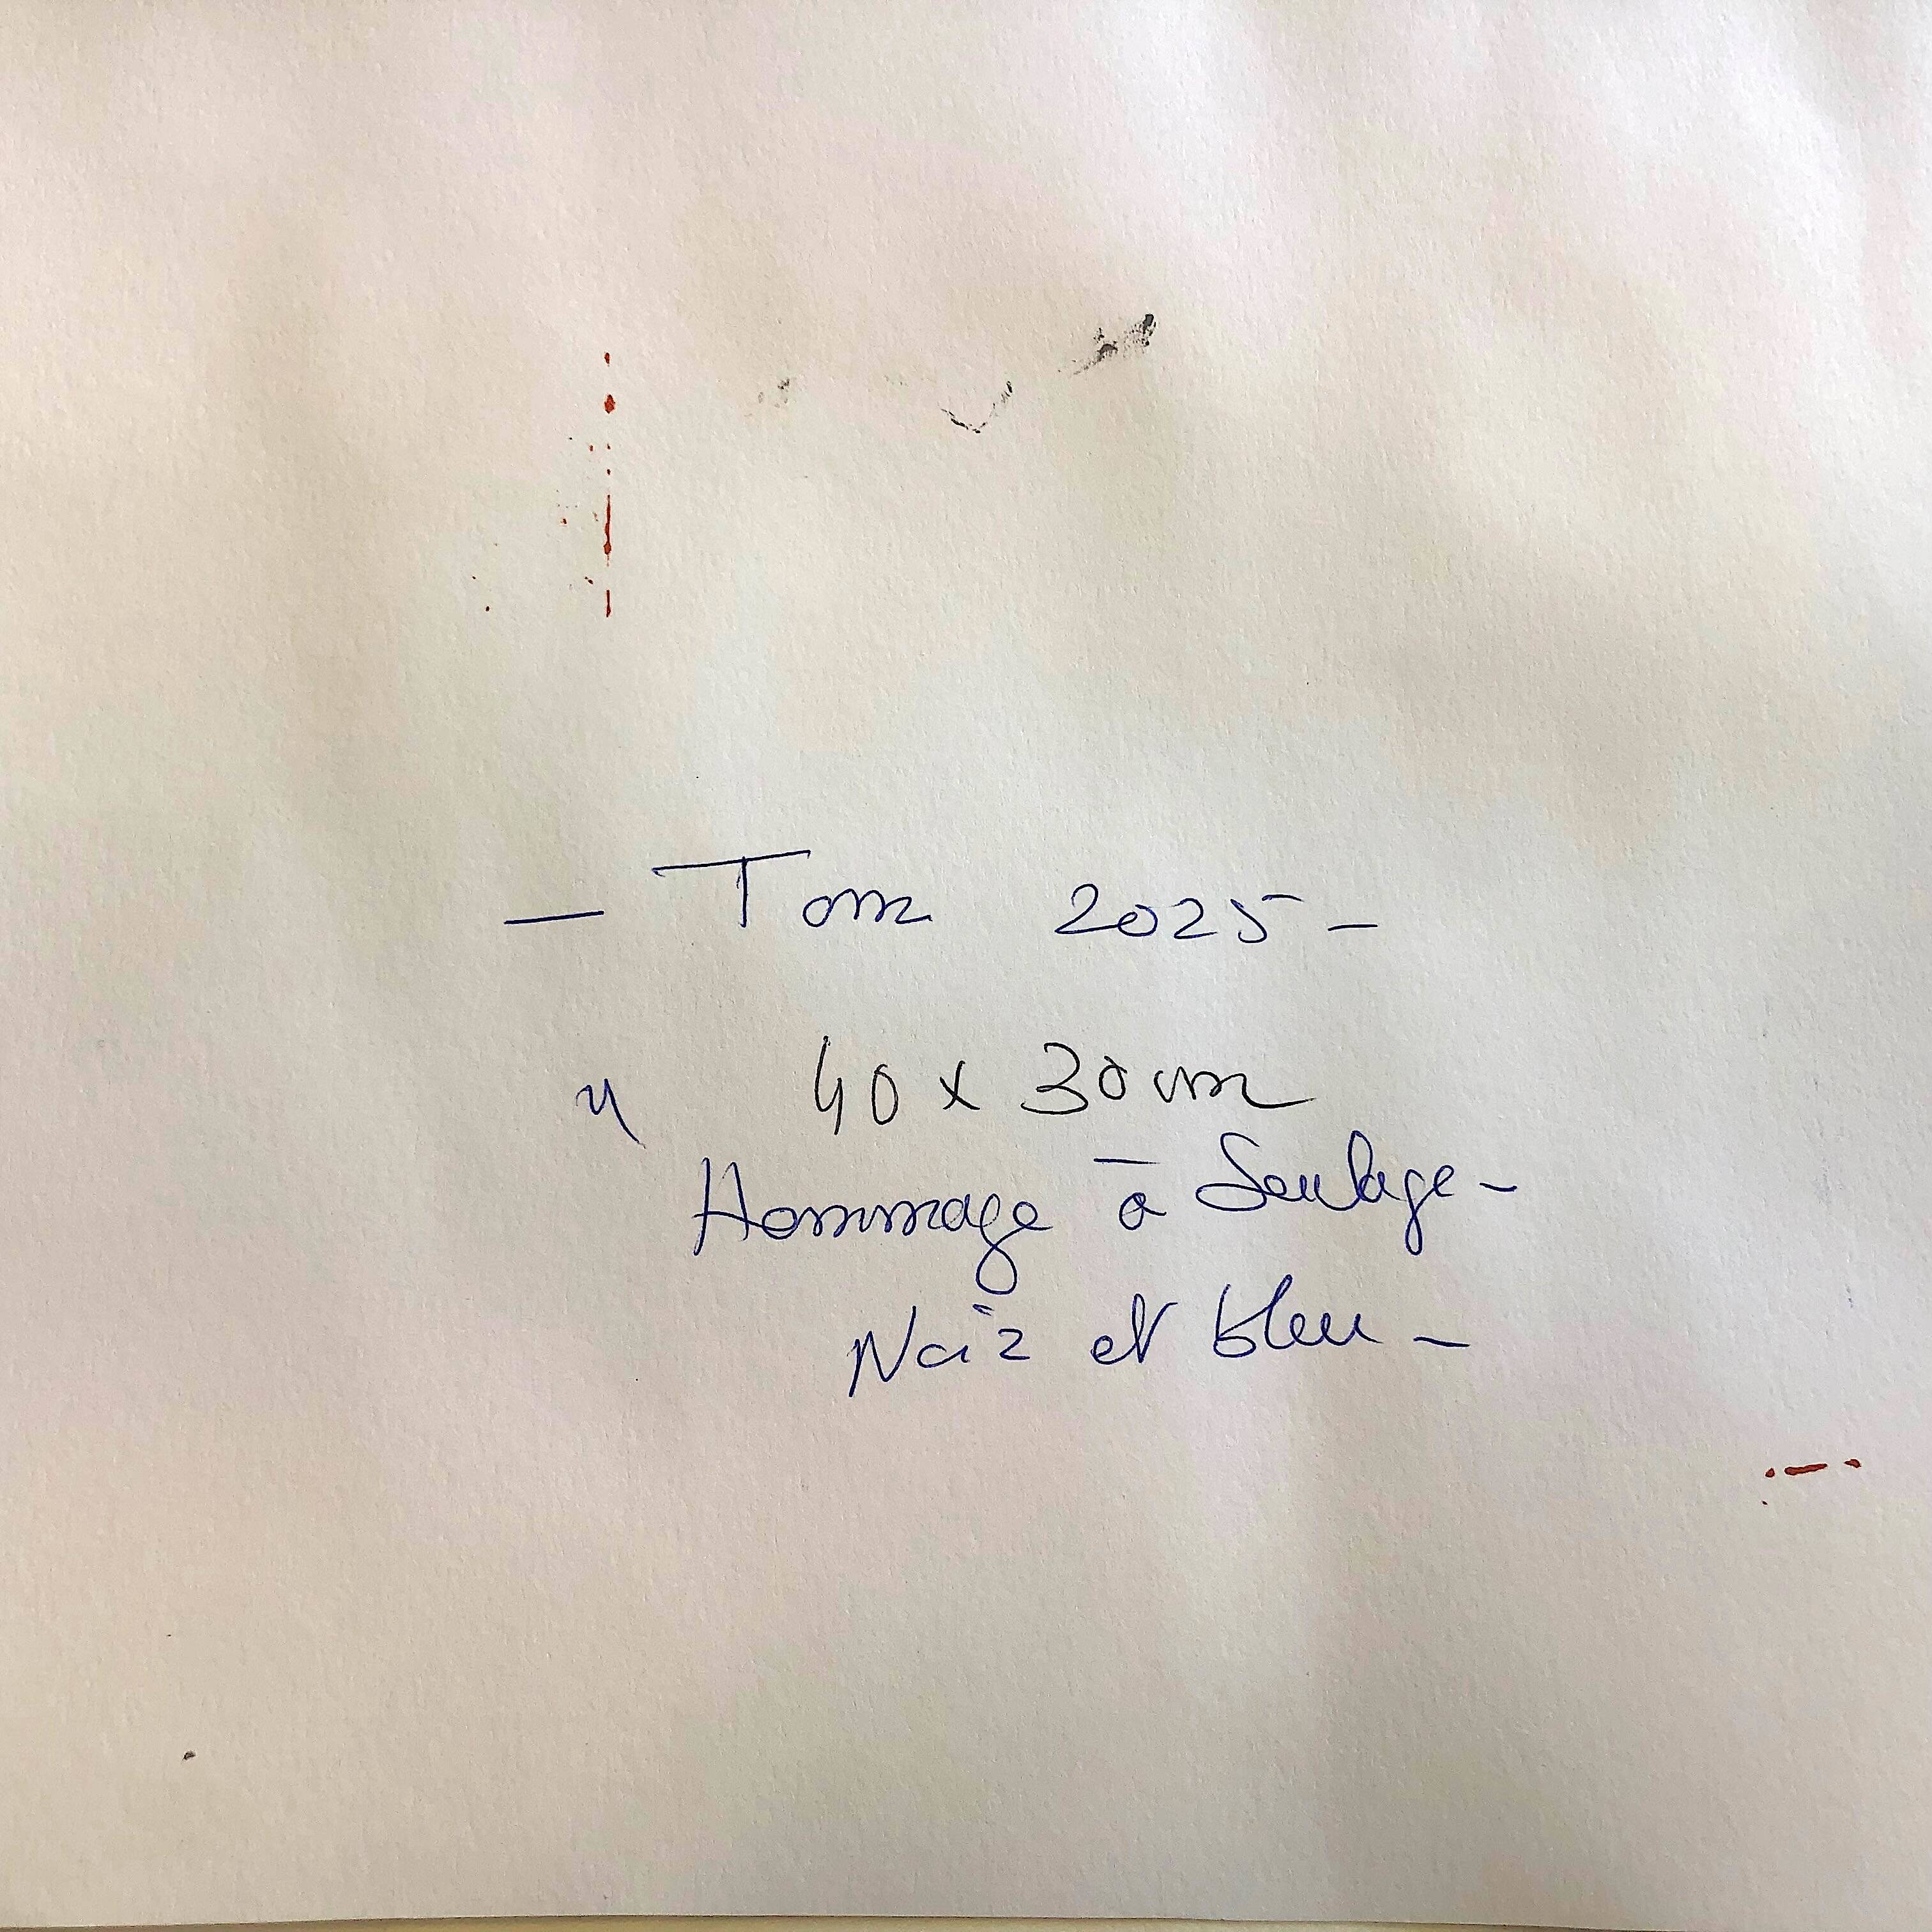 — Tom 2025 -
40 x 30 cm
Hommage à Soulage -
Noir et bleu -